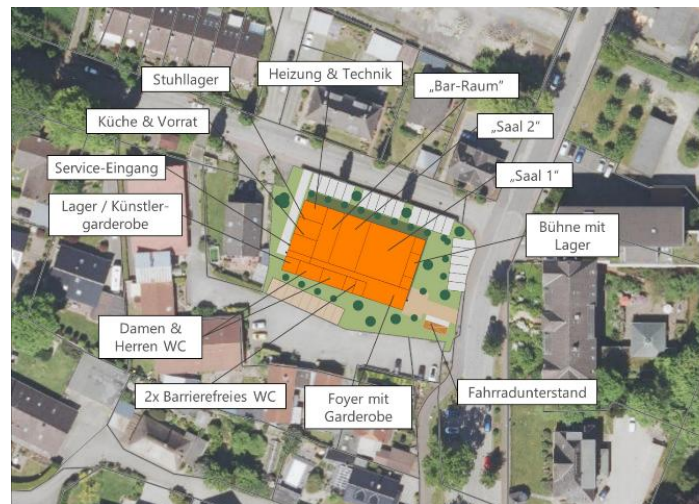 Stuhllager
Heizung & Technik
„Bar-Raum“
Küche & Vorrat
„Saal 2“
Service-Eingang
„Saal 1“
Lager / Künstler-
garderobe
Bühne mit
Lager
Damen &
Herren WC
2x Barrierefreies WC
Foyer mit
Garderobe
Fahrradunterstand